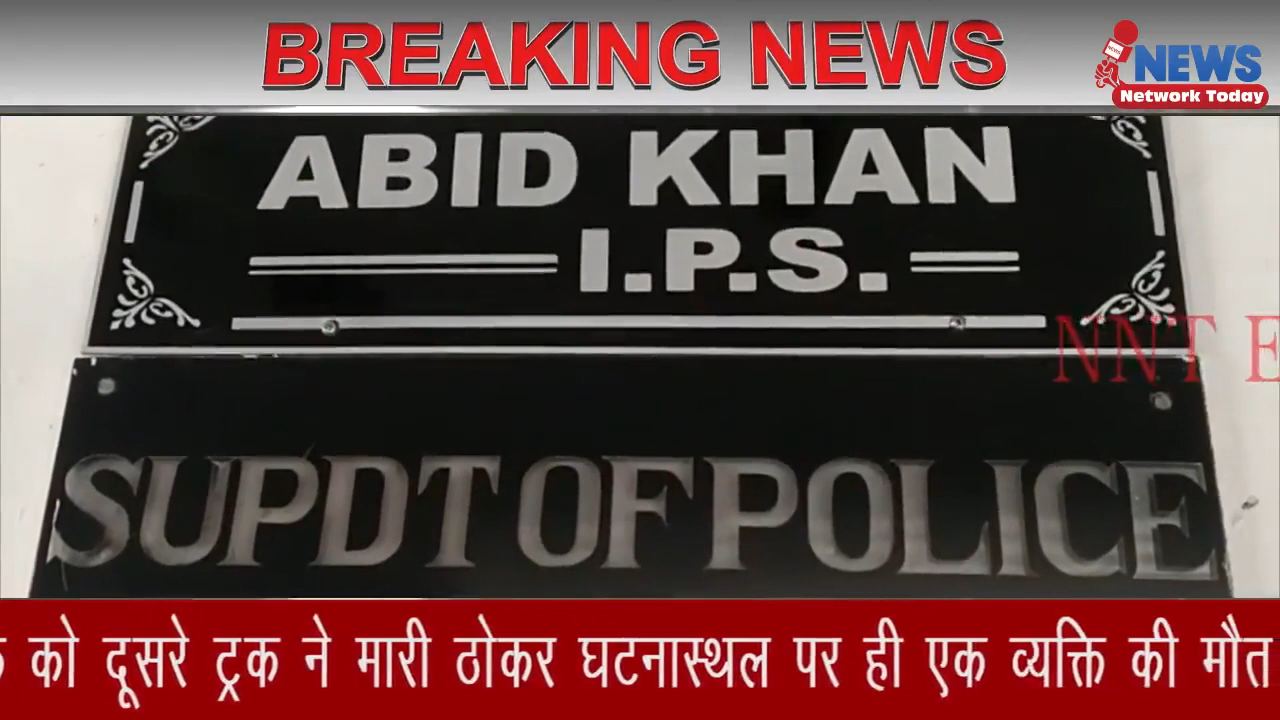 BREAKING NEWS
NEWS
NEWS
Network Today
ABID KHAN
I.P.S.
NNT E
SUPDT OF POLICE
को दूसरे ट्रक ने मारी ठोकर घटनास्थल पर ही एक व्यक्ति की मौत